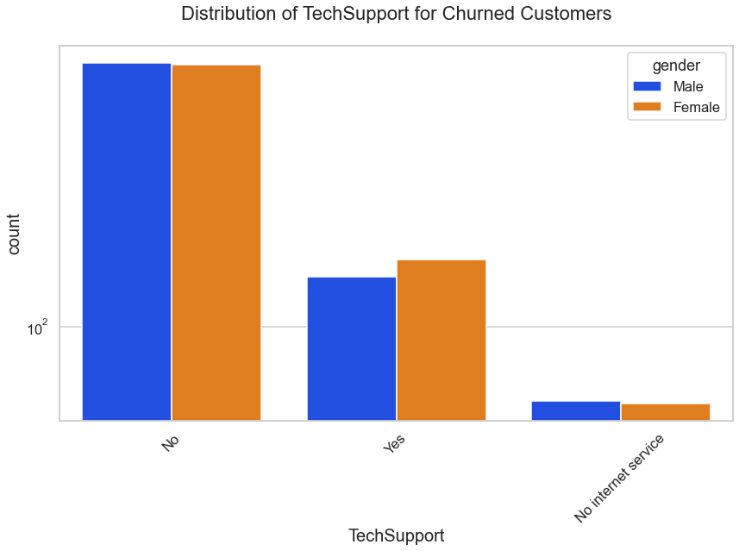 Distribution of TechSupport for Churned Customers
gender
Male
Female
count
10²
No
Yes
No internet service
TechSupport